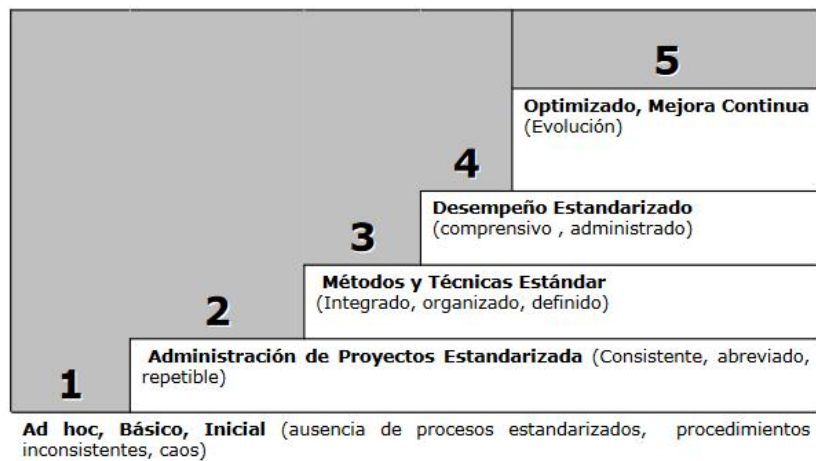 5
Optimizado, Mejora Continua
(Evolución)
4
Desempeño Estandarizado
(comprensivo , administrado)
3
Métodos y Técnicas Estándar
(Integrado, organizado, definido)
2
Administración de Proyectos Estandarizada (Consistente, abreviado,
repetible)
1
Ad hoc, Básico, Inicial (ausencia de procesos estandarizados, procedimientos
inconsistentes, caos)